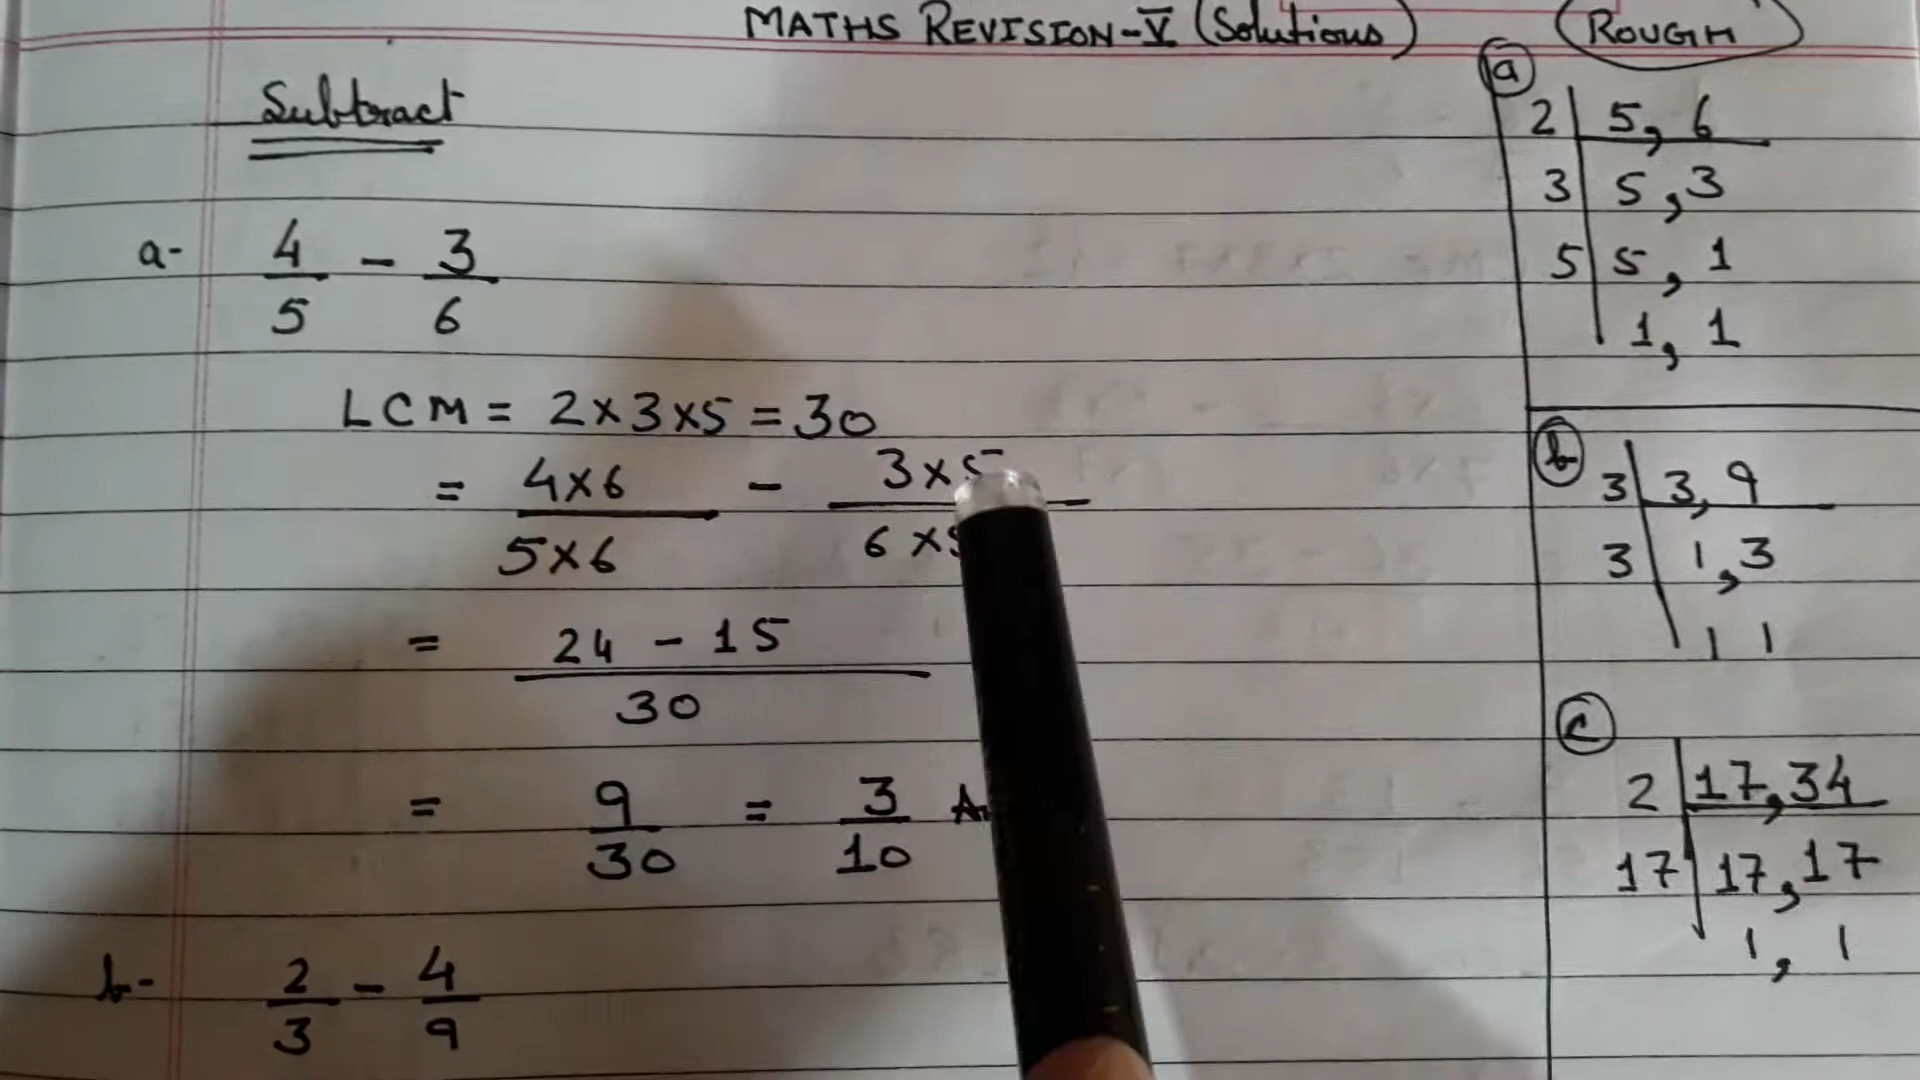 MATHS REVISION-V (Solutions)
Subtract
a- 4/5 - 3/6
LCM = 2×3×5 = 30
= 4×6/5×6 - 3×5/6×5
= 24 - 15/30
= 9/30 = 3/10
b- 2/3 - 4/9
ROUGH
a
2 | 5, 6
3 | 5, 3
5 | 5, 1
1, 1
b
3 | 3, 9
3 | 1, 3
1 1
c
2 | 17, 34
17 | 17, 17
1, 1